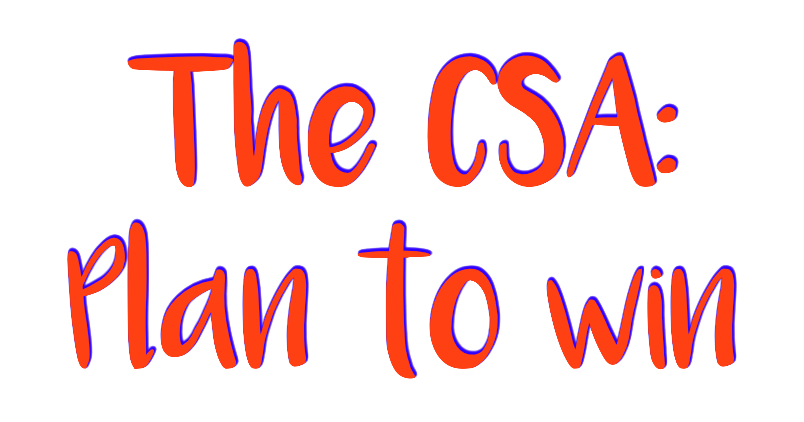 The CSA:
Plan to win